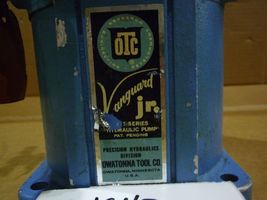 OTC
Vanguard
jr.
SERIES
HYDRAULIC PUMP
PAT. PENDING
PRECISION HYDRAULICS
DIVISION
OWATONNA TOOL CO.
OWATONNA, MINNESOTA
U.S.A.